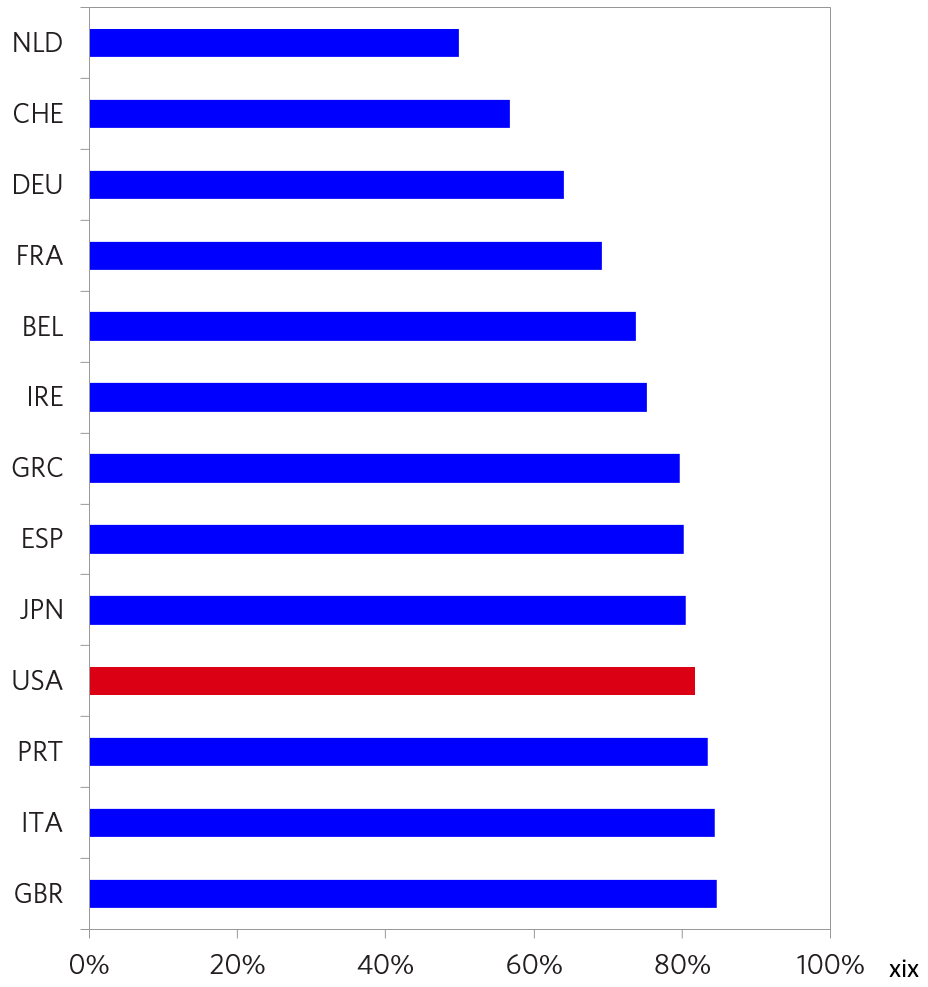 NLD
CHE
DEU
FRA
BEL
IRE
GRC
ESP
JPN
USA
PRT
ITA
GBR
0% 20% 40% 60% 80% 100% xix